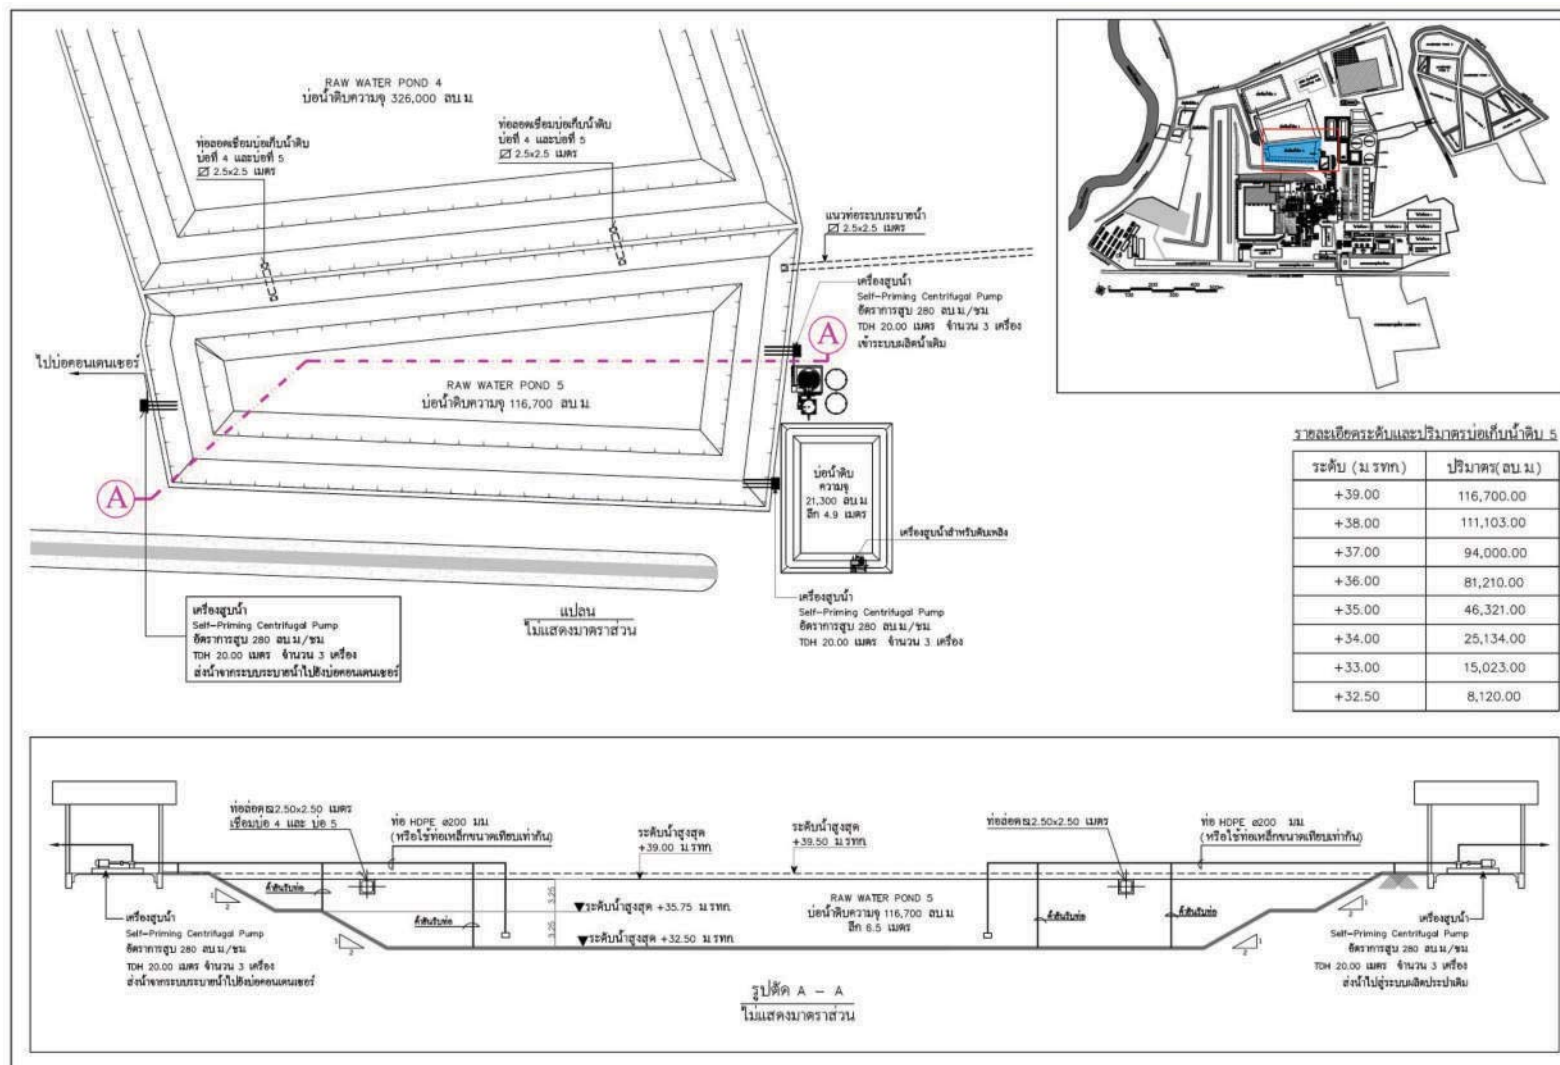 RAW WATER POND 4
บ่อน้ำดิบความจุ 326,000 ลบ.ม.
ท่อลอดเชื่อมบ่อเก็บน้ำดิบ
บ่อที่ 4 และบ่อที่ 5
2.5x2.5 เมตร
ท่อลอดเชื่อมบ่อเก็บน้ำดิบ
บ่อที่ 4 และบ่อที่ 5
2.5x2.5 เมตร
แนวท่อระบบระบายน้ำ
2.5x2.5 เมตร
เครื่องสูบน้ำ
Self-Priming Centrifugal Pump
อัตราการสูบ 280 ลบ.ม./ชม.
TDH 20.00 เมตร จำนวน 3 เครื่อง
เข้าระบบผลิตน้ำเดิม
A
ไปบ่อคอนเดนเซอร์
RAW WATER POND 5
บ่อน้ำดิบความจุ 116,700 ลบ.ม.
A
บ่อน้ำดิบ
ความจุ
21,300 ลบ.ม.
ลึก 4.9 เมตร
เครื่องสูบน้ำสำหรับดับเพลิง
เครื่องสูบน้ำ
Self-Priming Centrifugal Pump
อัตราการสูบ 280 ลบ.ม./ชม.
TDH 20.00 เมตร จำนวน 3 เครื่อง
ส่งน้ำจากระบบระบายน้ำไปยังบ่อคอนเดนเซอร์
แปลน
ไม่แสดงมาตราส่วน
เครื่องสูบน้ำ
Self-Priming Centrifugal Pump
อัตราการสูบ 280 ลบ.ม./ชม.
TDH 20.00 เมตร จำนวน 3 เครื่อง
รายละเอียดระดับและปริมาตรบ่อเก็บน้ำดิบ 5
ระดับ (ม.รทก.) ปริมาตร(ลบ.ม.)
+39.00 116,700.00
+38.00 111,103.00
+37.00 94,000.00
+36.00 81,210.00
+35.00 46,321.00
+34.00 25,134.00
+33.00 15,023.00
+32.50 8,120.00
ท่อลอด 2.50x2.50 เมตร
เชื่อมบ่อ 4 และ บ่อ 5
ท่อ HDPE ø200 มม.
(หรือใช้ท่อเหล็กขนาดเทียบเท่ากัน)
ระดับน้ำสูงสุด
+39.00 ม.รทก.
ระดับน้ำสูงสุด
+39.50 ม.รทก.
ท่อลอด 2.50x2.50 เมตร
ท่อ HDPE ø200 มม.
(หรือใช้ท่อเหล็กขนาดเทียบเท่ากัน)
ค้ำยันรับท่อ
ค้ำยันรับท่อ
3.25
3.25
ระดับน้ำสูงสุด +35.75 ม.รทก.
ระดับน้ำสูงสุด +32.50 ม.รทก.
RAW WATER POND 5
บ่อน้ำดิบความจุ 116,700 ลบ.ม.
ลึก 6.5 เมตร
ค้ำยันรับท่อ
ค้ำยันรับท่อ
1
2
1
2
1
2
1
2
เครื่องสูบน้ำ
Self-Priming Centrifugal Pump
อัตราการสูบ 280 ลบ.ม./ชม.
TDH 20.00 เมตร จำนวน 3 เครื่อง
ส่งน้ำจากระบบระบายน้ำไปยังบ่อคอนเดนเซอร์
เครื่องสูบน้ำ
Self-Priming Centrifugal Pump
อัตราการสูบ 280 ลบ.ม./ชม.
TDH 20.00 เมตร จำนวน 3 เครื่อง
ส่งน้ำไปสู่ระบบผลิตประปาเดิม
รูปตัด A - A
ไม่แสดงมาตราส่วน